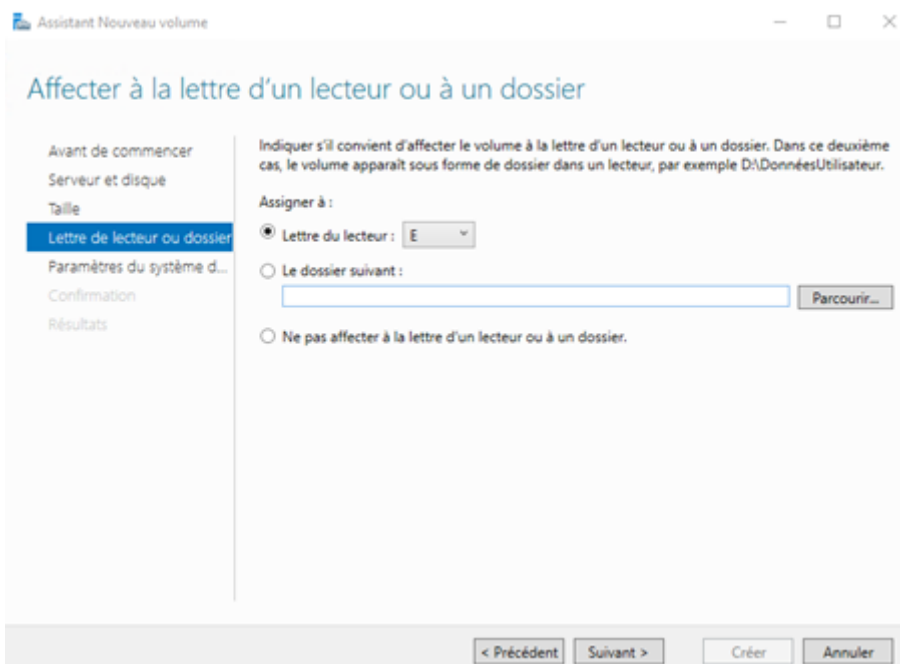 Assistant Nouveau volume
Affecter à la lettre d'un lecteur ou à un dossier
Avant de commencer
Serveur et disque
Taille
Lettre de lecteur ou dossier
Paramètres du système d...
Confirmation
Résultats
Indiquer s'il convient d'affecter le volume à la lettre d'un lecteur ou à un dossier. Dans ce deuxième
cas, le volume apparaît sous forme de dossier dans un lecteur, par exemple D:\DonnéesUtilisateur.
Assigner à :
Lettre du lecteur : E
Le dossier suivant :
Parcourir...
Ne pas affecter à la lettre d'un lecteur ou à un dossier.
< Précédent Suivant > Créer Annuler